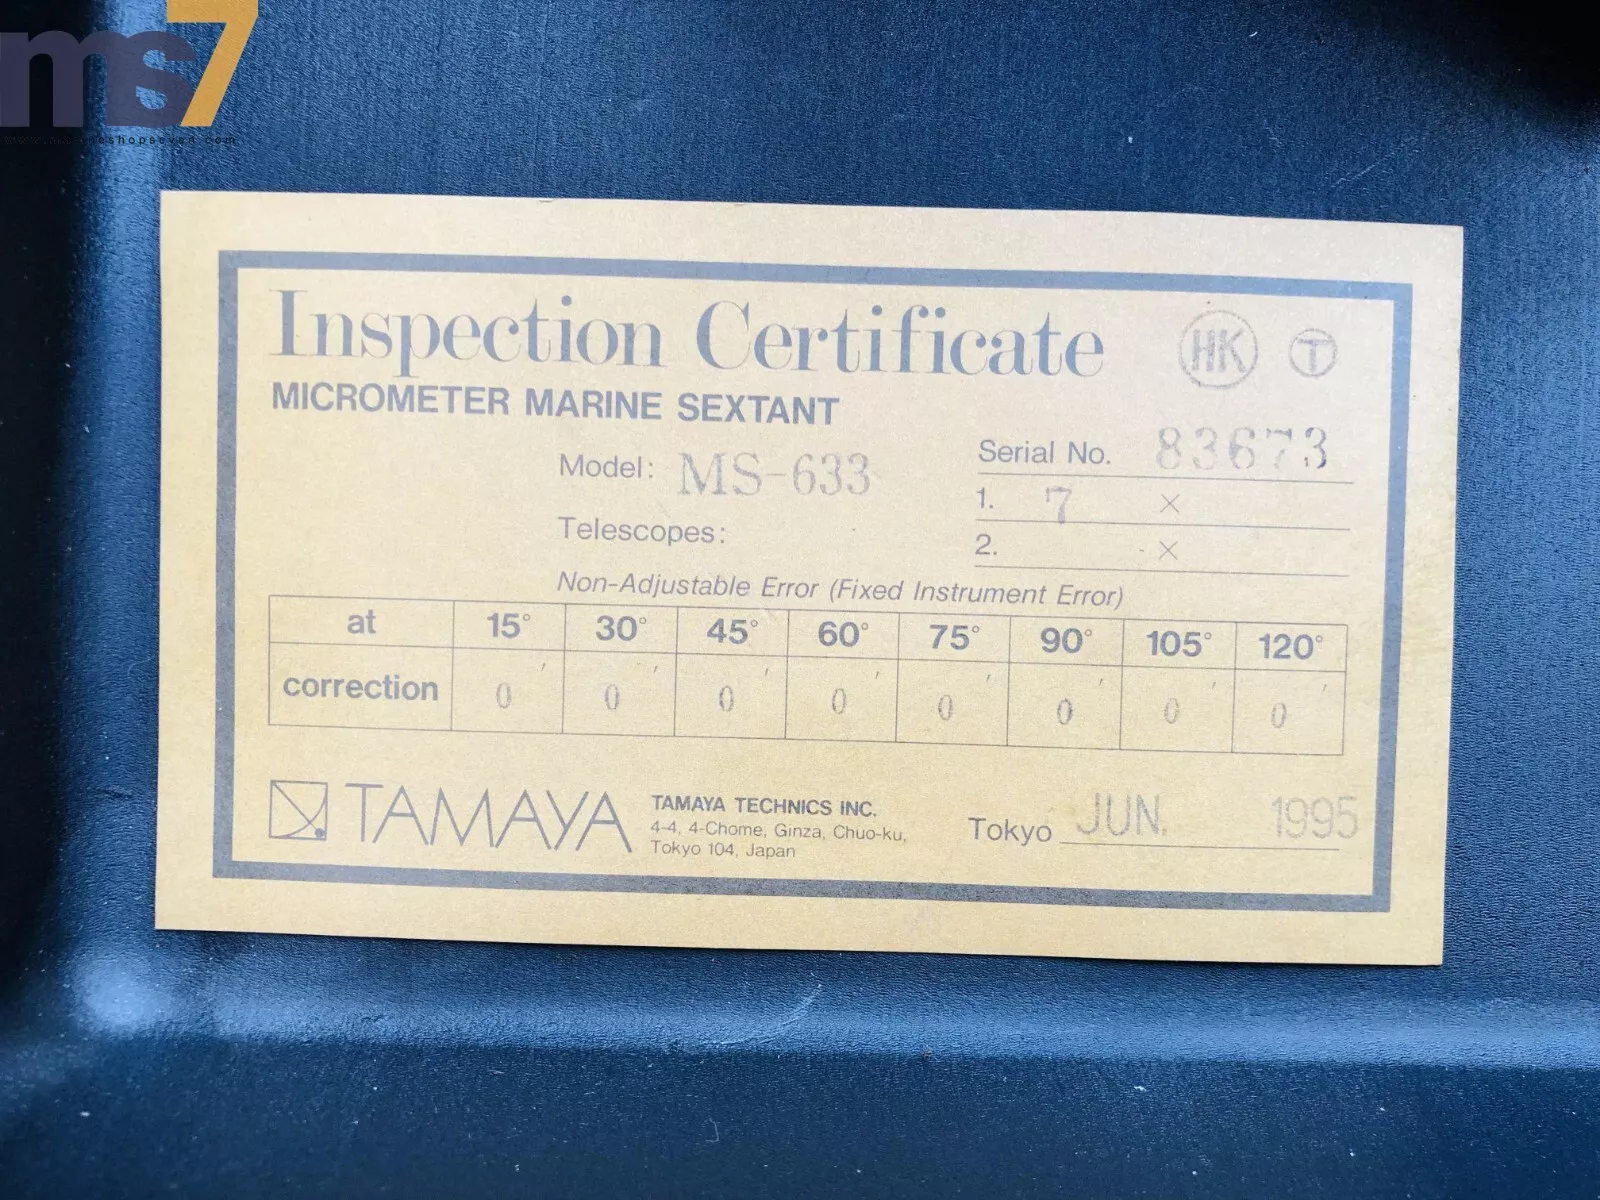 ms7
www.marineshopseven.com
Inspection Certificate HK T
MICROMETER MARINE SEXTANT
Model: MS-633
Serial No. 83673
Telescopes:
1. 7 ×
2. ×
Non-Adjustable Error (Fixed Instrument Error)
at 15° 30° 45° 60° 75° 90° 105° 120°
correction 0′ 0′ 0′ 0′ 0′ 0′ 0′ 0′
TAMAYA
TAMAYA TECHNICS INC.
4-4, 4-Chome, Ginza, Chuo-ku,
Tokyo 104, Japan
Tokyo JUN. 1995